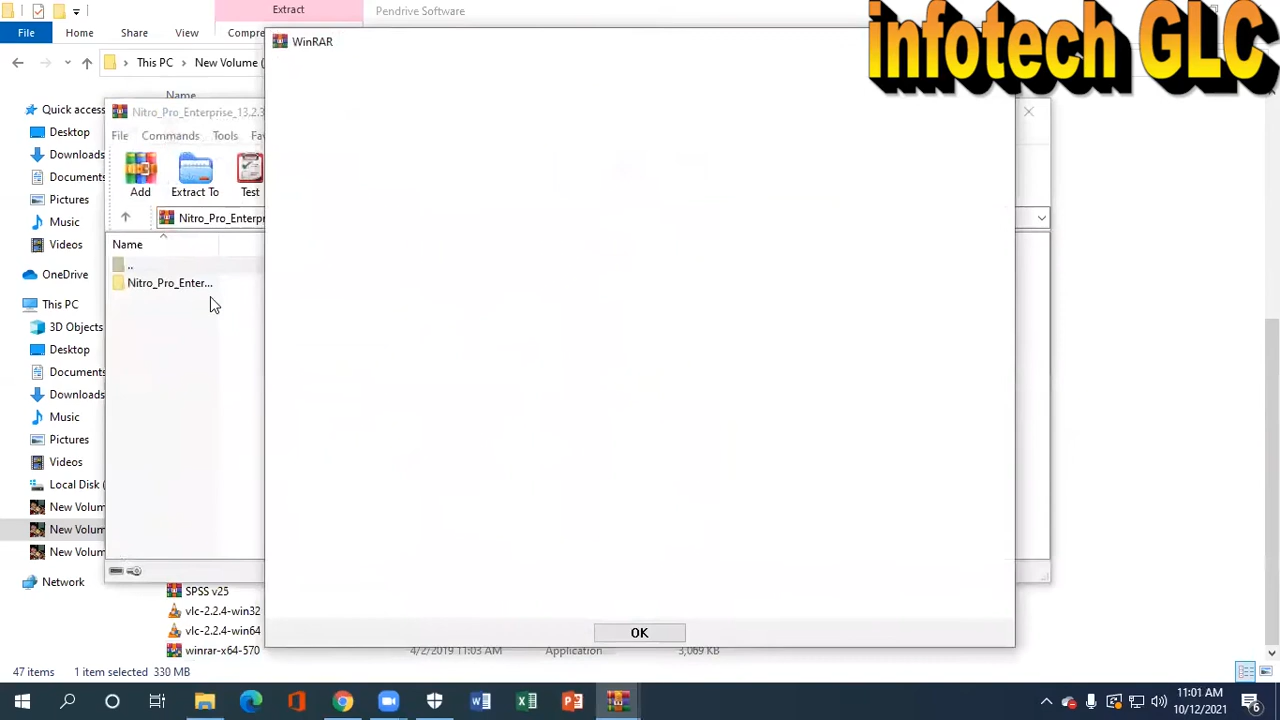 Extract
Pendrive Software
infotech GLC
File
Home
Share
View
Compre
WinRAR
This PC
New Volume (
Name
Quick access
Desktop
Downloads
Documents
Pictures
Music
Videos
OneDrive
This PC
3D Objects
Desktop
Documents
Downloads
Music
Pictures
Videos
Local Disk (
New Volum
New Volum
New Volum
Network
Nitro_Pro_Enterprise_13.2.3
File
Commands
Tools
Fav
Add
Extract To
Test
Nitro_Pro_Enterpr
Name
..
Nitro_Pro_Enter...
OK
SPSS v25
vlc-2.2.4-win32
vlc-2.2.4-win64
winrar-x64-570
4/2/2019 11:03 AM
Application
3,069 KB
47 items
1 item selected 330 MB
11:01 AM
10/12/2021
6